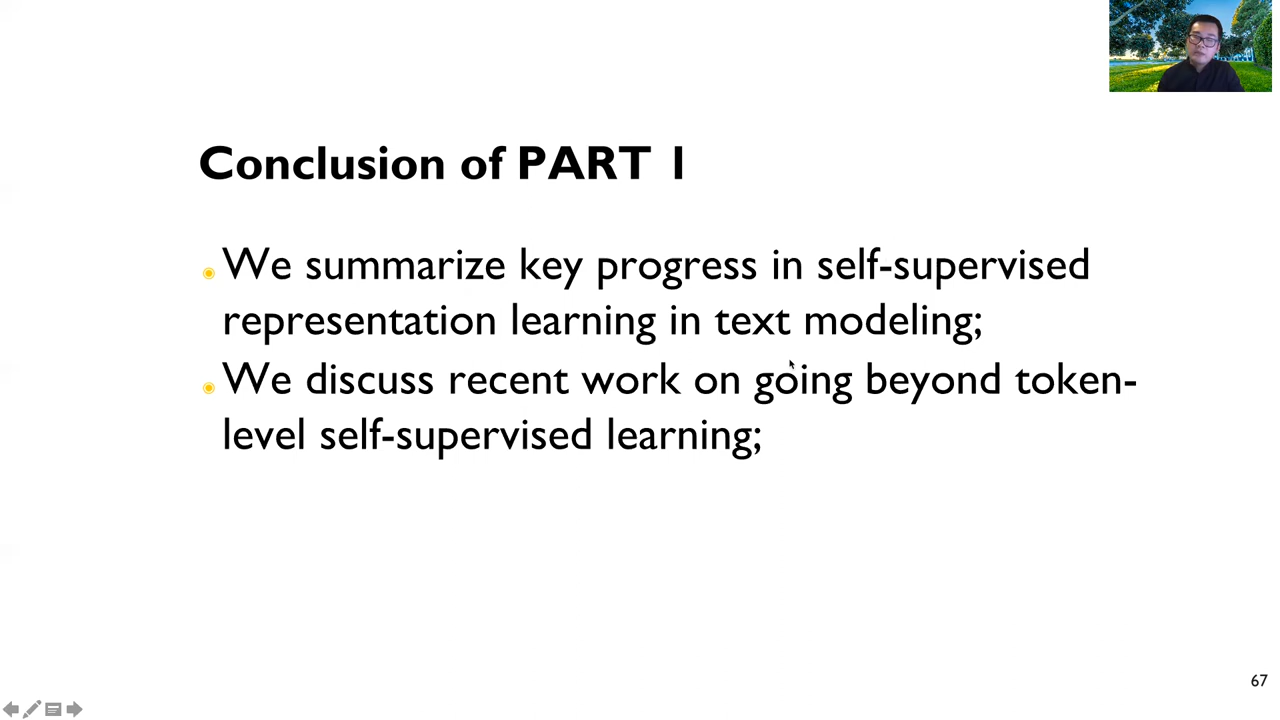 Conclusion of PART 1
We summarize key progress in self-supervised
representation learning in text modeling;
We discuss recent work on going beyond token-
level self-supervised learning;
67